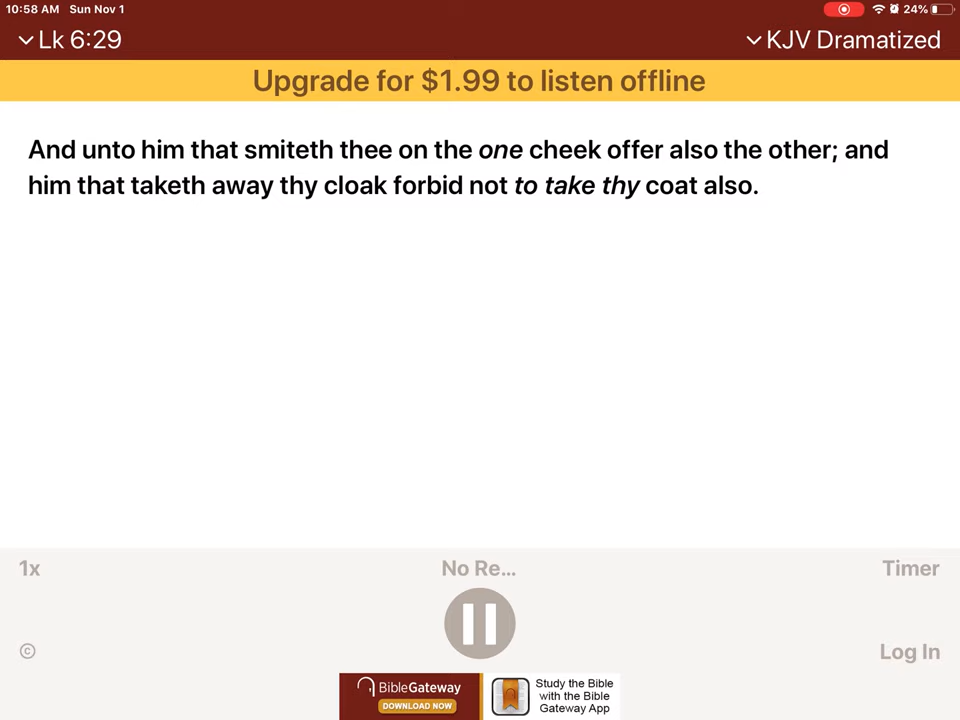 10:58 AM Sun Nov 1 24%
Lk 6:29 KJV Dramatized
Upgrade for $1.99 to listen offline
And unto him that smiteth thee on the one cheek offer also the other; and
him that taketh away thy cloak forbid not to take thy coat also.
1x No Re... Timer
© Log In
BibleGateway
DOWNLOAD NOW
Study the Bible
with the Bible
Gateway App